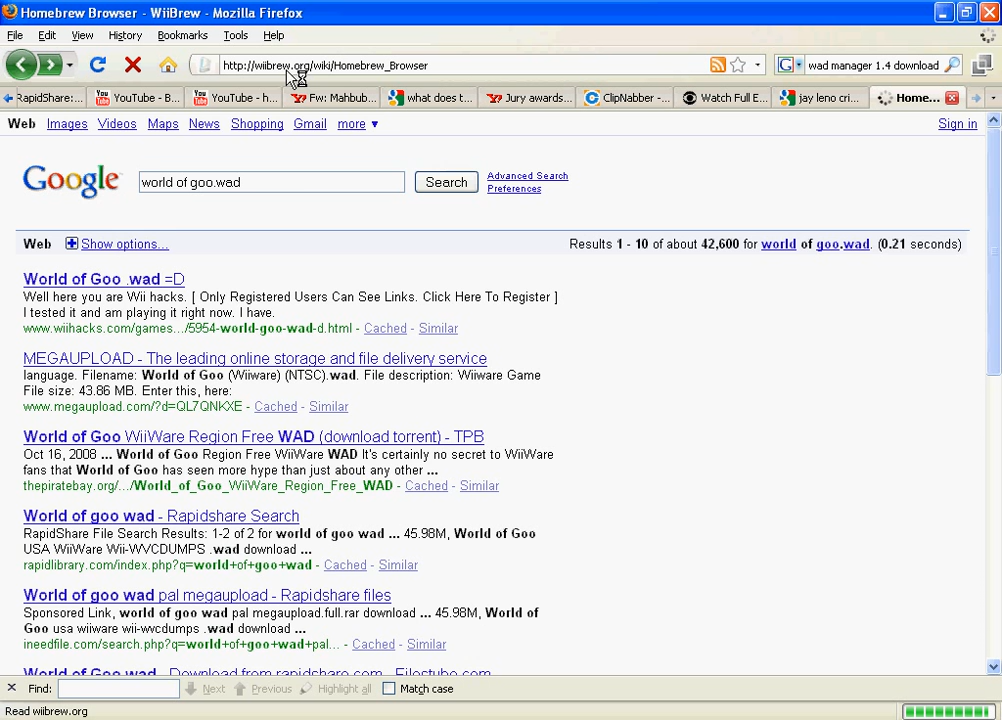 Homebrew Browser - WiiBrew - Mozilla Firefox
File Edit View History Bookmarks Tools Help
http://wiibrew.org/wiki/Homebrew_Browser
wad manager 1.4 download
RapidShare:... YouTube - B... YouTube - h... Fw: Mahbub... what does t... Jury awards... ClipNabber -... Watch Full E... jay leno cri... Home...
Web Images Videos Maps News Shopping Gmail more ▼ Sign in
Google world of goo.wad Search Advanced Search
Preferences
Web Show options... Results 1 - 10 of about 42,600 for world of goo.wad. (0.21 seconds)
World of Goo .wad =D
Well here you are Wii hacks. [ Only Registered Users Can See Links. Click Here To Register ]
I tested it and am playing it right now. I have.
www.wiihacks.com/games.../5954-world-goo-wad-d.html - Cached - Similar
MEGAUPLOAD - The leading online storage and file delivery service
language. Filename: World of Goo (Wiiware) (NTSC).wad. File description: Wiiware Game
File size: 43.86 MB. Enter this, here:
www.megaupload.com/?d=QL7QNKXE - Cached - Similar
World of Goo WiiWare Region Free WAD (download torrent) - TPB
Oct 16, 2008 ... World of Goo Region Free WiiWare WAD It's certainly no secret to WiiWare
fans that World of Goo has seen more hype than just about any other ...
thepiratebay.org/.../World_of_Goo_WiiWare_Region_Free_WAD - Cached - Similar
World of goo wad - Rapidshare Search
RapidShare File Search Results: 1-2 of 2 for world of goo wad ... 45.98M, World of Goo
USA WiiWare Wii-WVCDUMPS .wad download ...
rapidlibrary.com/index.php?q=world+of+goo+wad - Cached - Similar
World of goo wad pal megaupload - Rapidshare files
Sponsored Link, world of goo wad pal megaupload.full.rar download ... 45.98M, World of
Goo usa wiiware wii-wvcdumps .wad download ...
ineedfile.com/search.php?q=world+of+goo+wad+pal... - Cached - Similar
World of Goo wad - Download from rapidshare.com - Filestube.com
Find: Next Previous Highlight all Match case
Read wiibrew.org